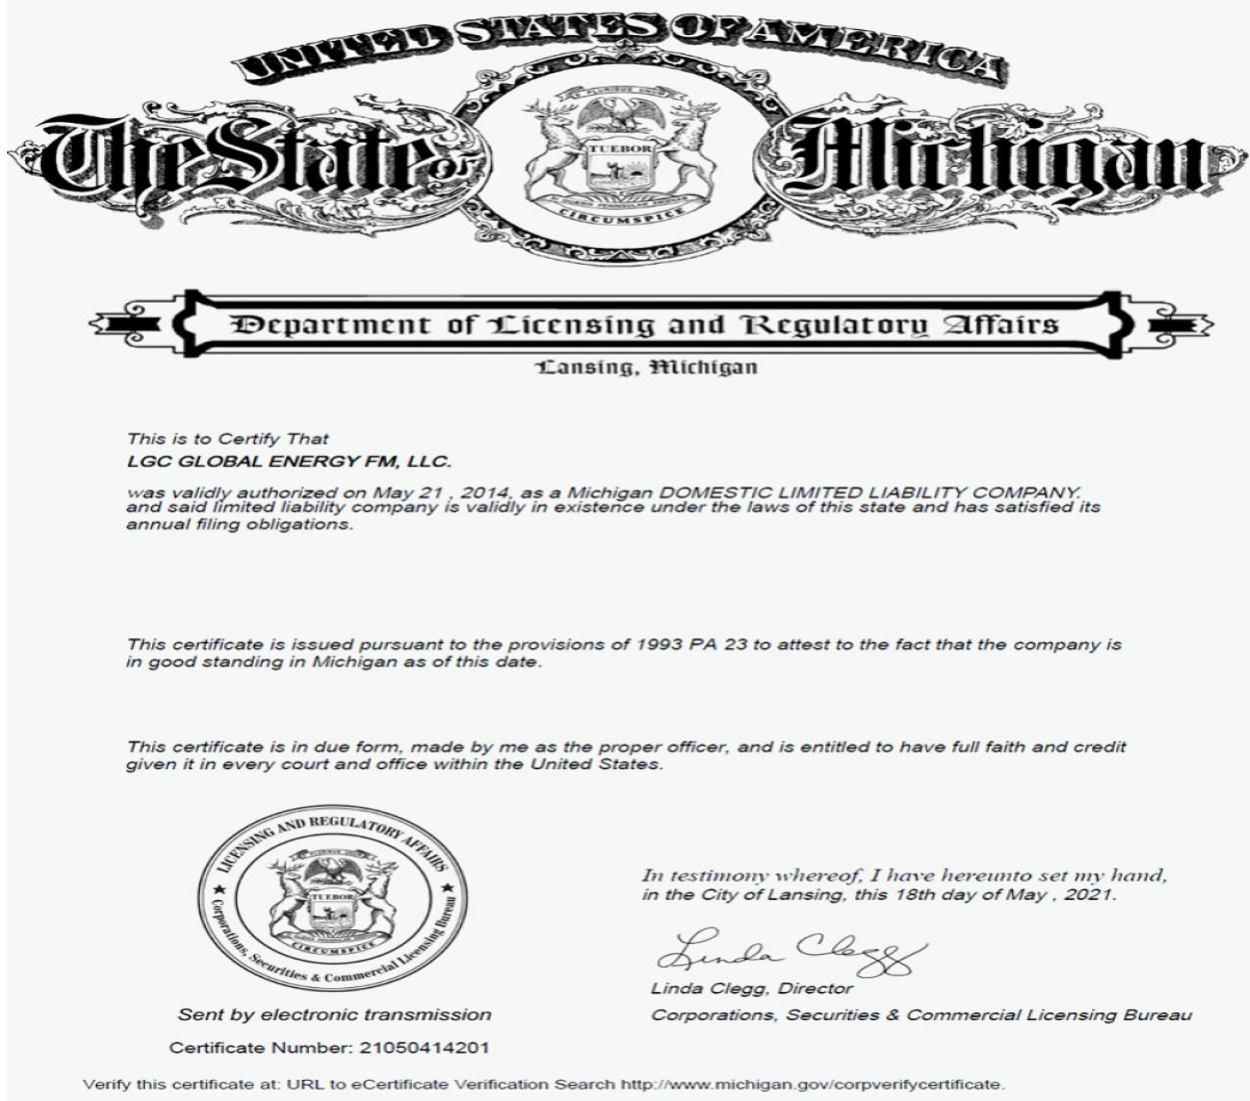 UNITED STATES OF AMERICA
The State of Michigan
E PLURIBUS UNUM
TUEBOR
CIRCUMSPICE
Department of Licensing and Regulatory Affairs
Lansing, Michigan
This is to Certify That
LGC GLOBAL ENERGY FM, LLC.
was validly authorized on May 21 , 2014, as a Michigan DOMESTIC LIMITED LIABILITY COMPANY.
and said limited liability company is validly in existence under the laws of this state and has satisfied its
annual filing obligations.
This certificate is issued pursuant to the provisions of 1993 PA 23 to attest to the fact that the company is
in good standing in Michigan as of this date.
This certificate is in due form, made by me as the proper officer, and is entitled to have full faith and credit
given it in every court and office within the United States.
LICENSING AND REGULATORY AFFAIRS
TUEBOR
CIRCUMSPICE
Corporations, Securities & Commercial Licensing Bureau
In testimony whereof, I have hereunto set my hand,
in the City of Lansing, this 18th day of May , 2021.
Linda Clegg
Linda Clegg, Director
Sent by electronic transmission
Corporations, Securities & Commercial Licensing Bureau
Certificate Number: 21050414201
Verify this certificate at: URL to eCertificate Verification Search http://www.michigan.gov/corpverifycertificate.